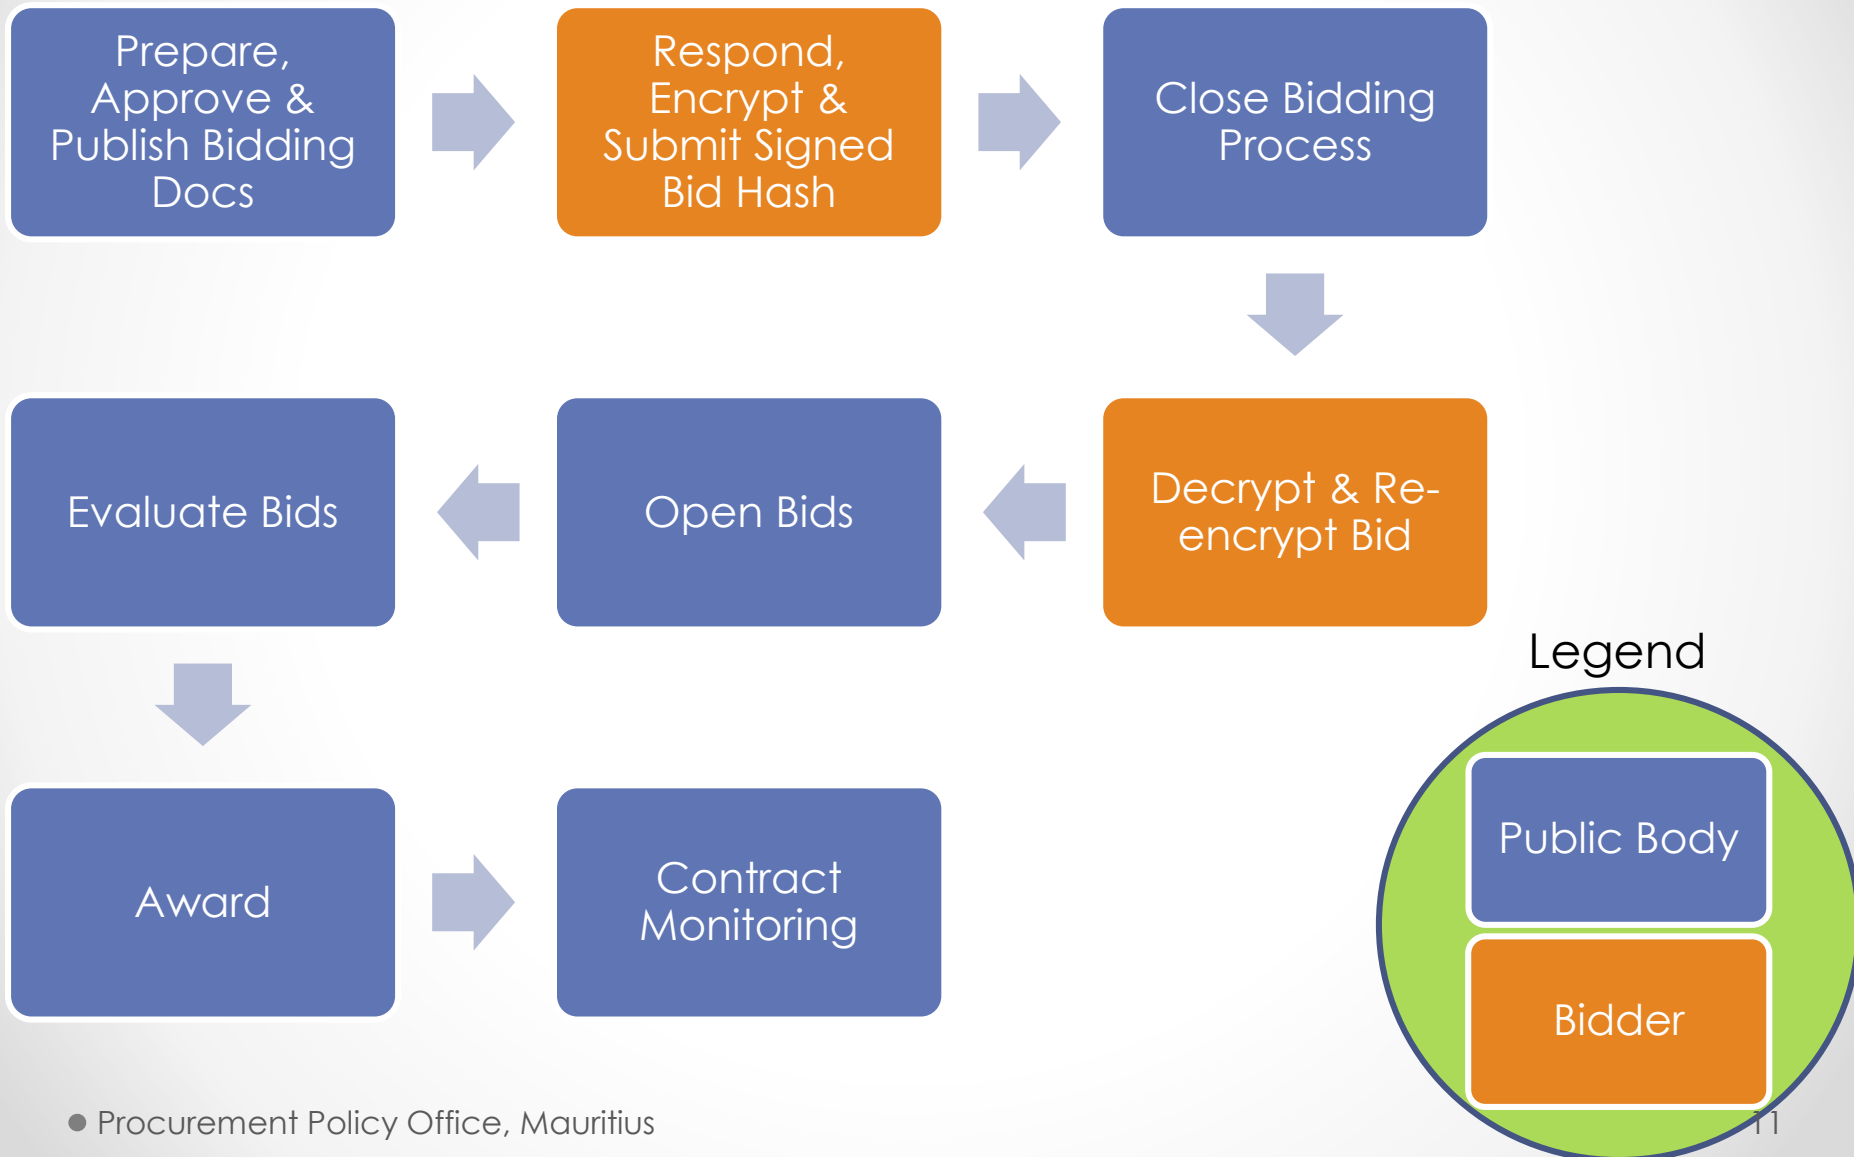 Prepare,
Approve &
Publish Bidding
Docs
Respond,
Encrypt &
Submit Signed
Bid Hash
Close Bidding
Process
Decrypt & Re-
encrypt Bid
Open Bids
Evaluate Bids
Award
Contract
Monitoring
Legend
Public Body
Bidder
Procurement Policy Office, Mauritius
11